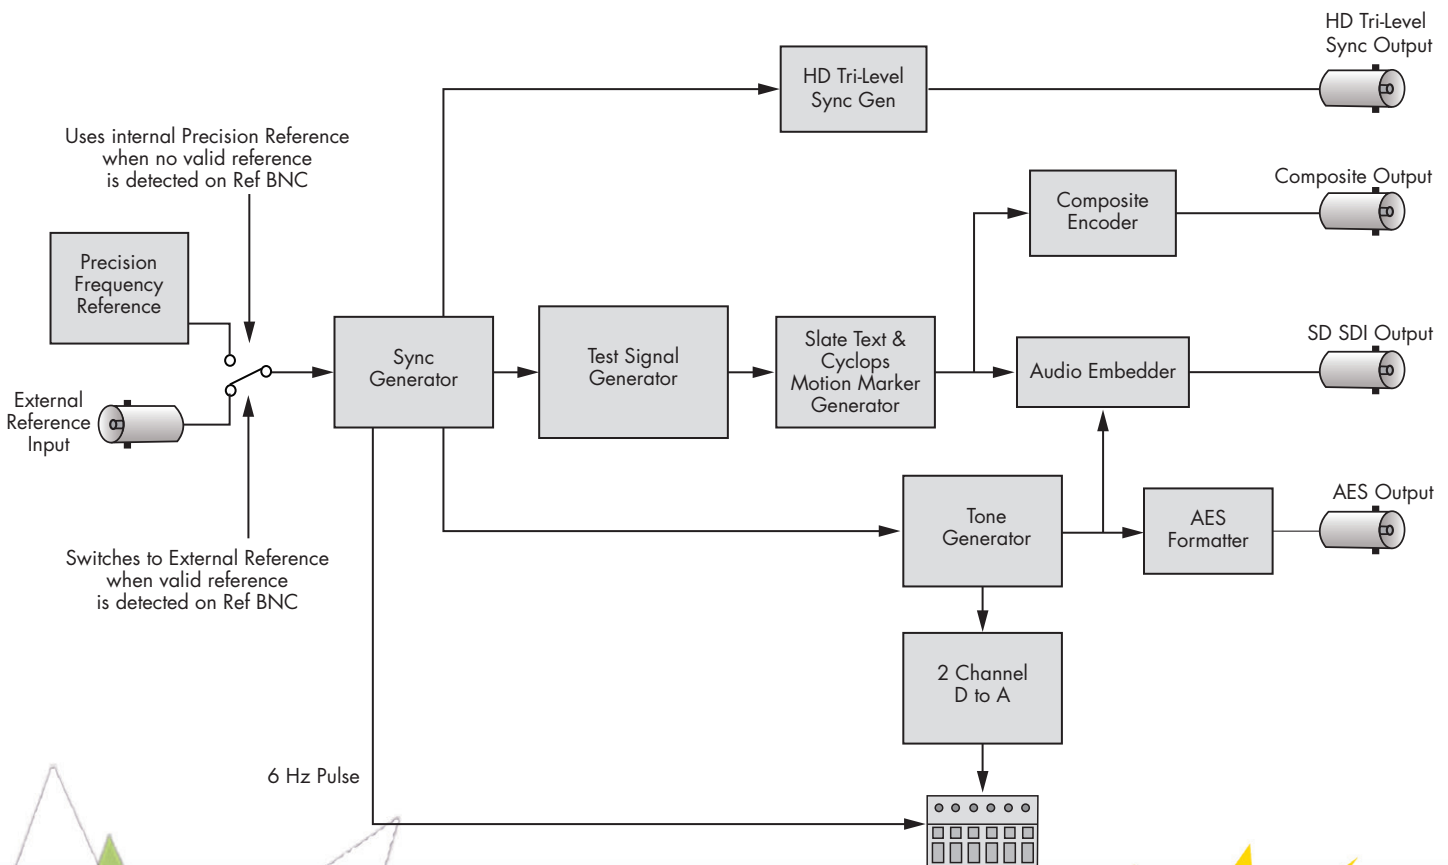 HD Tri-Level
Sync Output
HD Tri-Level
Sync Gen
Uses internal Precision Reference
when no valid reference
is detected on Ref BNC
Composite Output
Composite
Encoder
Precision
Frequency
Reference
Sync
Generator
Test Signal
Generator
Slate Text &
Cyclops
Motion Marker
Generator
Audio Embedder
SD SDI Output
External
Reference
Input
Switches to External Reference
when valid reference
is detected on Ref BNC
Tone
Generator
AES
Formatter
AES Output
2 Channel
D to A
6 Hz Pulse